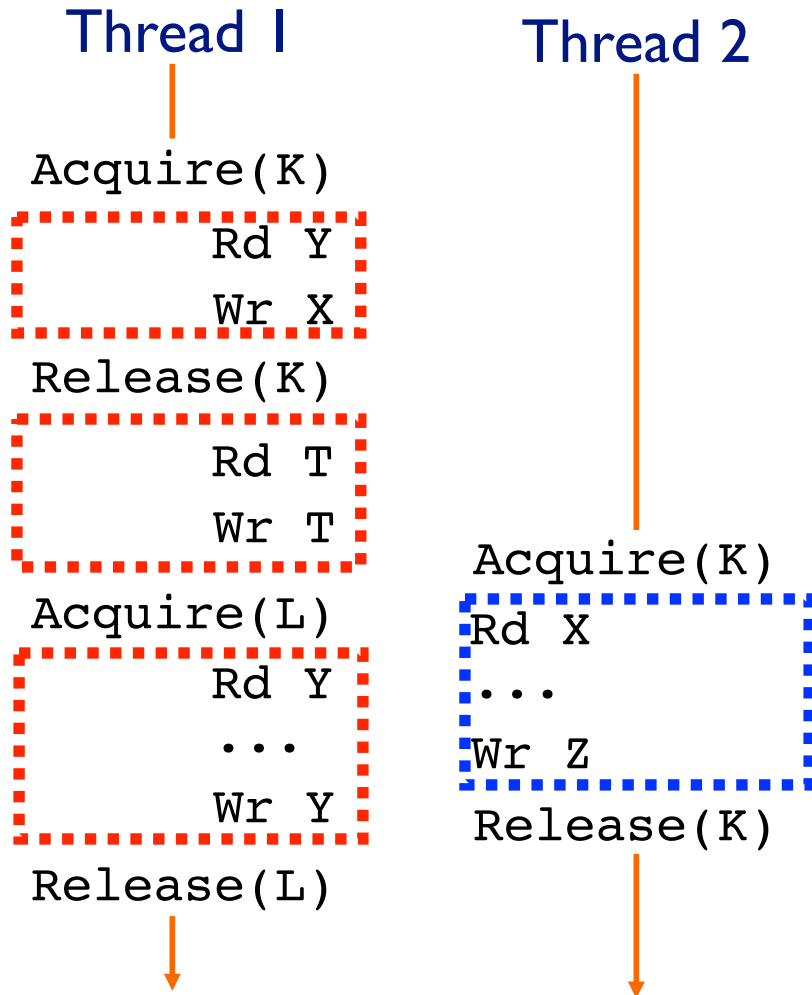 Thread 1
Acquire(K)
Rd Y
Wr X
Release(K)
Rd T
Wr T
Acquire(L)
Rd Y
...
Wr Y
Release(L)
Thread 2
Acquire(K)
Rd X
...
Wr Z
Release(K)